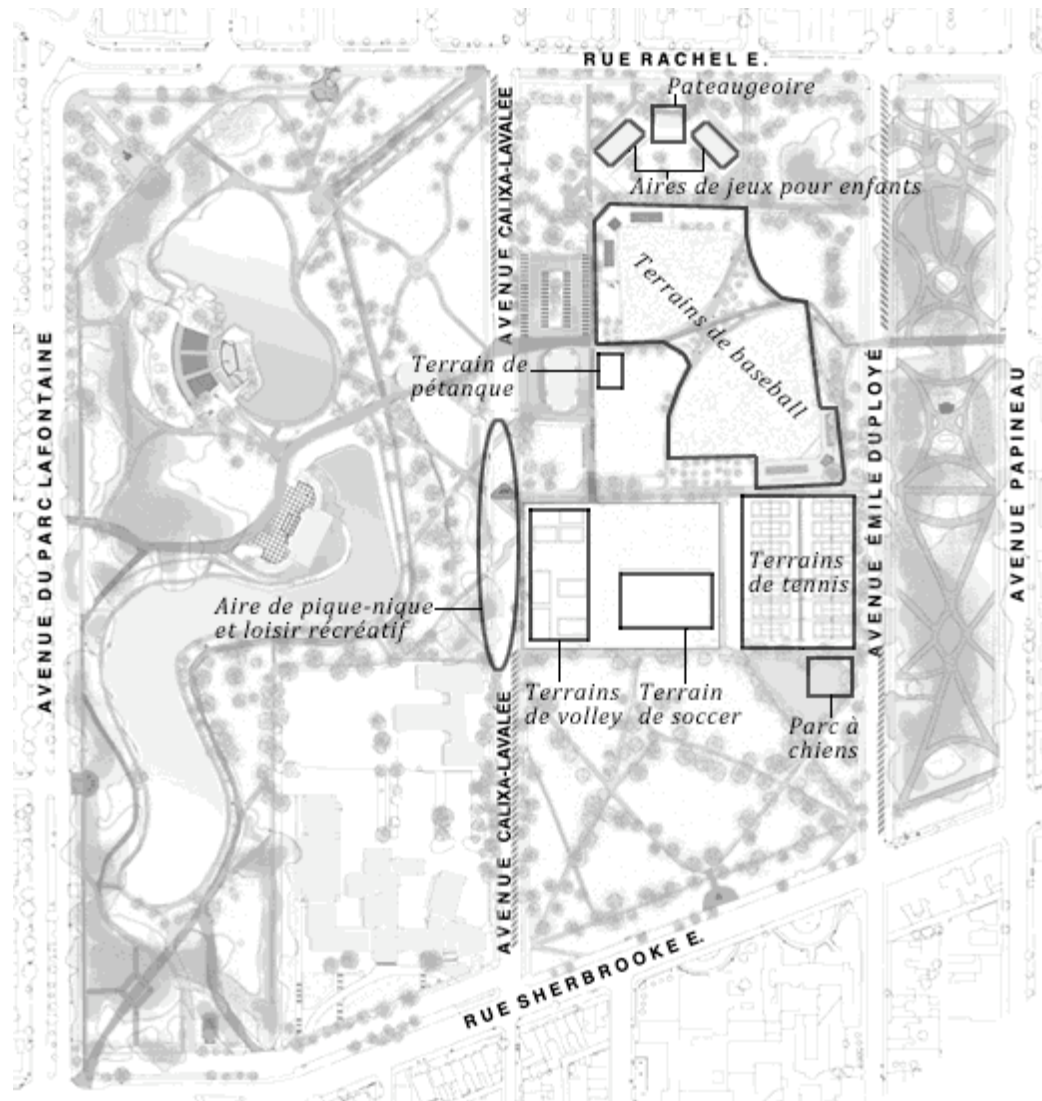 RUE RACHEL E.
Pateaugeoire
Aires de jeux pour enfants
AVENUE CALIXA-LAVALÉE
Terrains de baseball
Terrain de
pétanque
AVENUE DU PARC LAFONTAINE
AVENUE ÉMILE DUPLOYÉ
AVENUE PAPINEAU
Terrains
de tennis
Aire de pique-nique
et loisir récréatif
Terrains
de volley
Terrain
de soccer
Parc à
chiens
AVENUE CALIXA-LAVALÉE
RUE SHERBROOKE E.